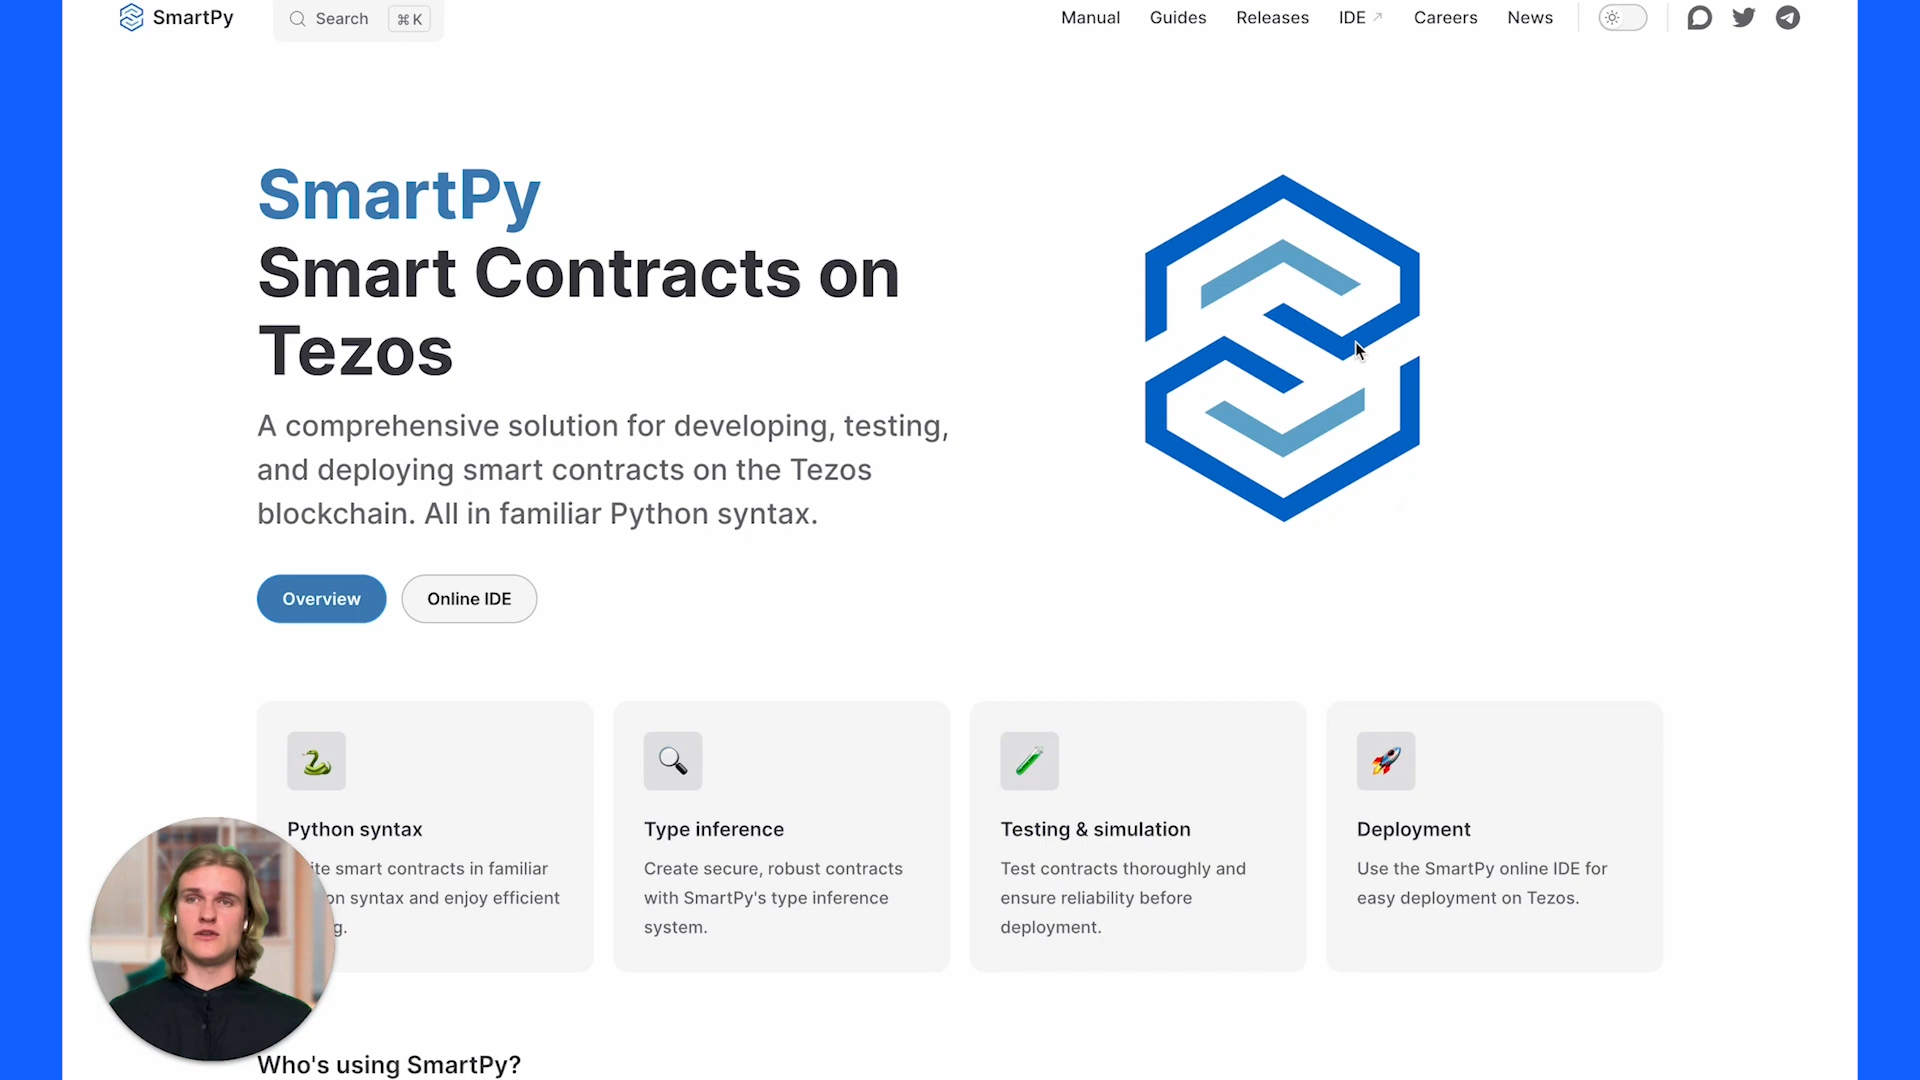 SmartPy
Search
⌘ K
Manual
Guides
Releases
IDE
Careers
News
SmartPy
Smart Contracts on
Tezos
A comprehensive solution for developing, testing,
and deploying smart contracts on the Tezos
blockchain. All in familiar Python syntax.
Overview
Online IDE
Python syntax
smart contracts in familiar
syntax and enjoy efficient
Type inference
Create secure, robust contracts
with SmartPy's type inference
system.
Testing & simulation
Test contracts thoroughly and
ensure reliability before
deployment.
Deployment
Use the SmartPy online IDE for
easy deployment on Tezos.
Who's using SmartPy?